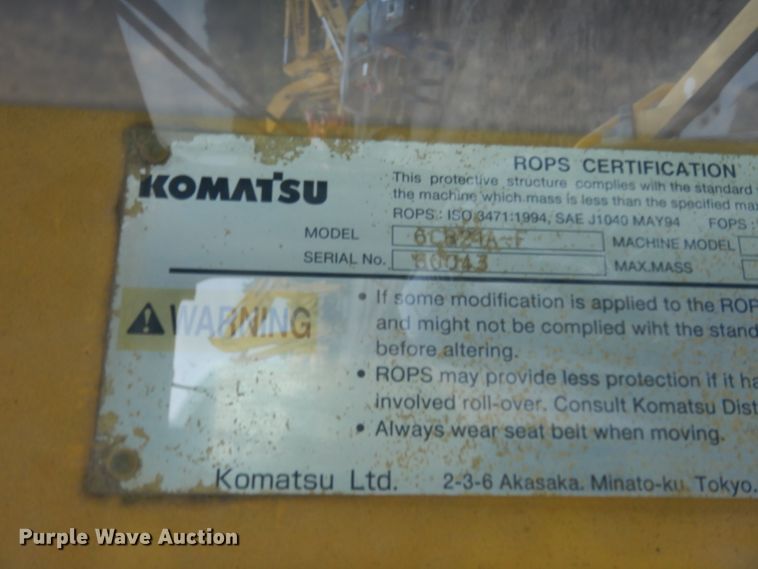 KOMATSU
ROPS CERTIFICATION
This protective structure complies with the standard
the machine which mass is less than the specified max
ROPS : ISO 3471:1994, SAE J1040 MAY94 FOPS :
MODEL MACHINE MODEL
SERIAL No. MAX.MASS
WARNING
• If some modification is applied to the ROP
and might not be complied wiht the stand
before altering.
• ROPS may provide less protection if it ha
involved roll-over. Consult Komatsu Dist
• Always wear seat belt when moving.
Komatsu Ltd. 2-3-6 Akasaka. Minato-ku. Tokyo.
Purple Wave Auction